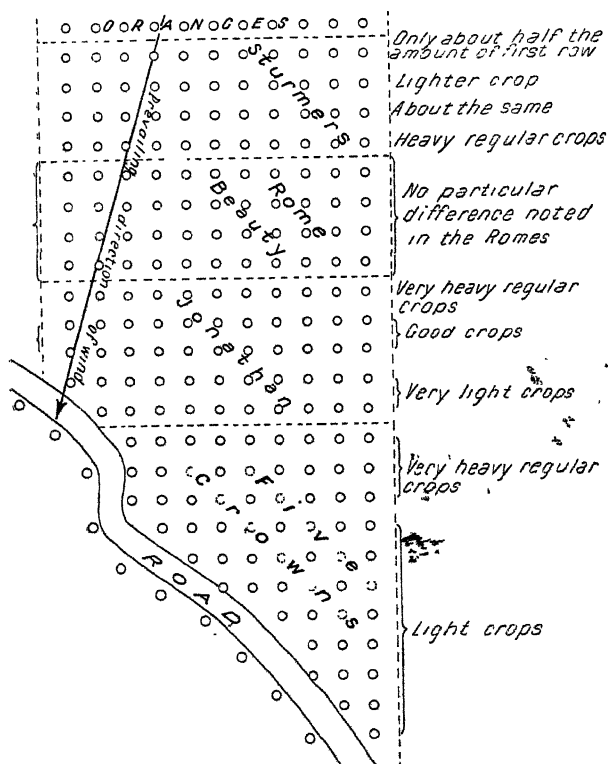 ORANGES
Only about half the
amount of first row
Sturmers
Lighter crop
About the same
Heavy regular crops
Prevailing direction of wind
Rome
Beauty
No particular
difference noted
in the Romes
Jonathan
Very heavy regular
crops
Good crops
Very light crops
Five
Crowns
Very heavy regular
crops
ROAD
Light crops